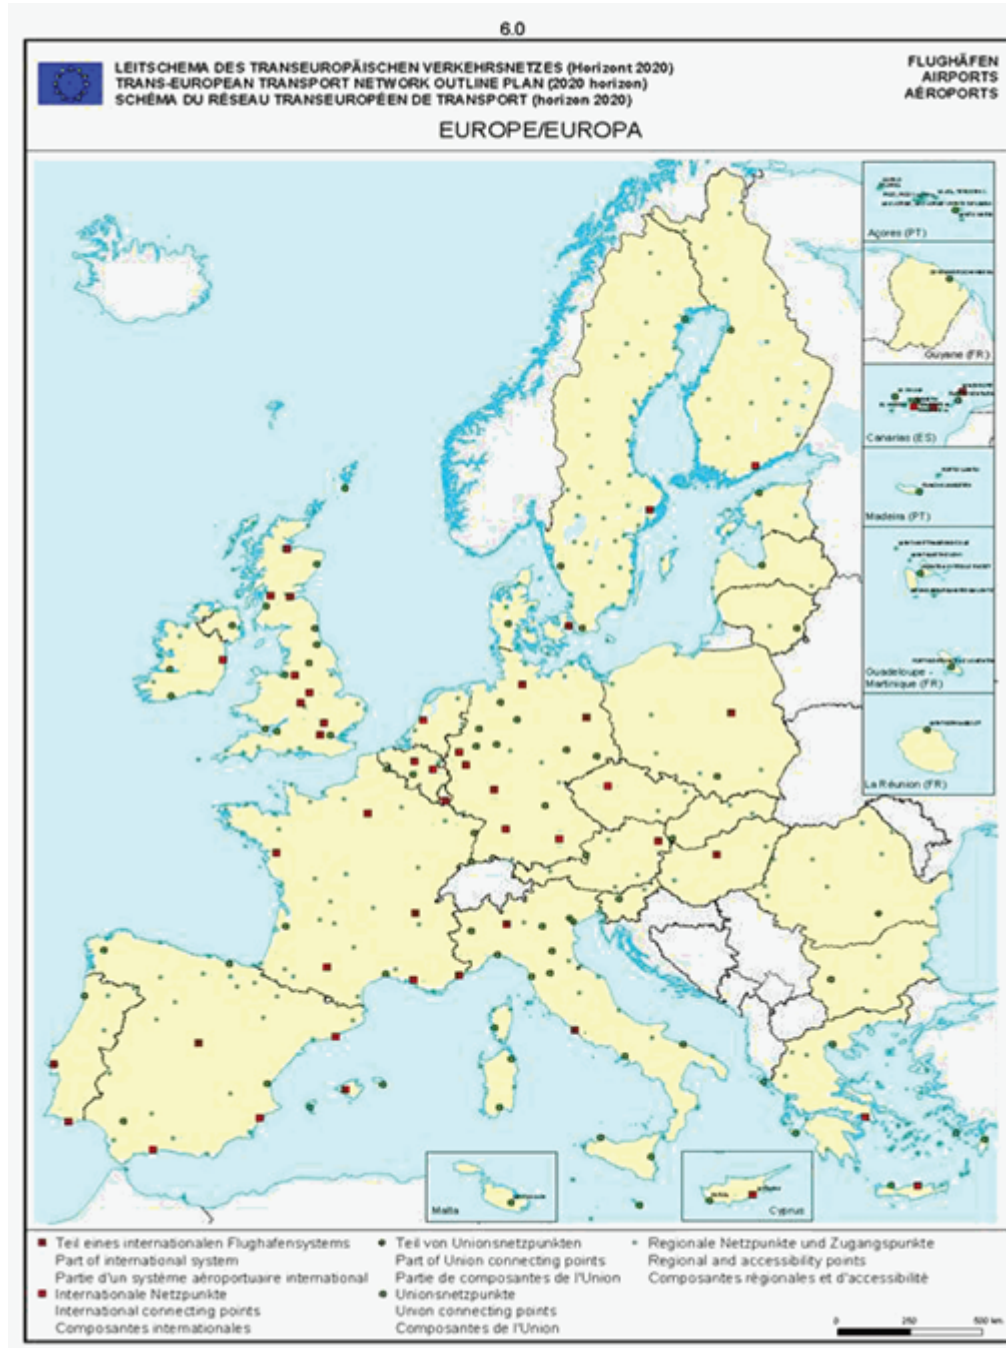 6.0
LEITSCHEMA DES TRANSEUROPÄISCHEN VERKEHRSNETZES (Horizont 2020)
TRANS-EUROPEAN TRANSPORT NETWORK OUTLINE PLAN (2020 horizon)
SCHÉMA DU RÉSEAU TRANSEUROPÉEN DE TRANSPORT (horizon 2020)
FLUGHÄFEN
AIRPORTS
AÉROPORTS
EUROPE/EUROPA
Açores (PT)
Guyane (FR)
Canarias (ES)
Madeira (PT)
Guadeloupe -
Martinique (FR)
La Réunion (FR)
Malta
Cyprus
Teil eines internationalen Flughafensystems
Part of international system
Partie d'un système aéroportuaire international
Internationale Netzpunkte
International connecting points
Composantes internationales
Teil von Unionsnetzpunkten
Part of Union connecting points
Partie de composantes de l'Union
Unionsnetzpunkte
Union connecting points
Composantes de l'Union
Regionale Netzpunkte und Zugangspunkte
Regional and accessibility points
Composantes régionales et d'accessibilité
0 250 500 km